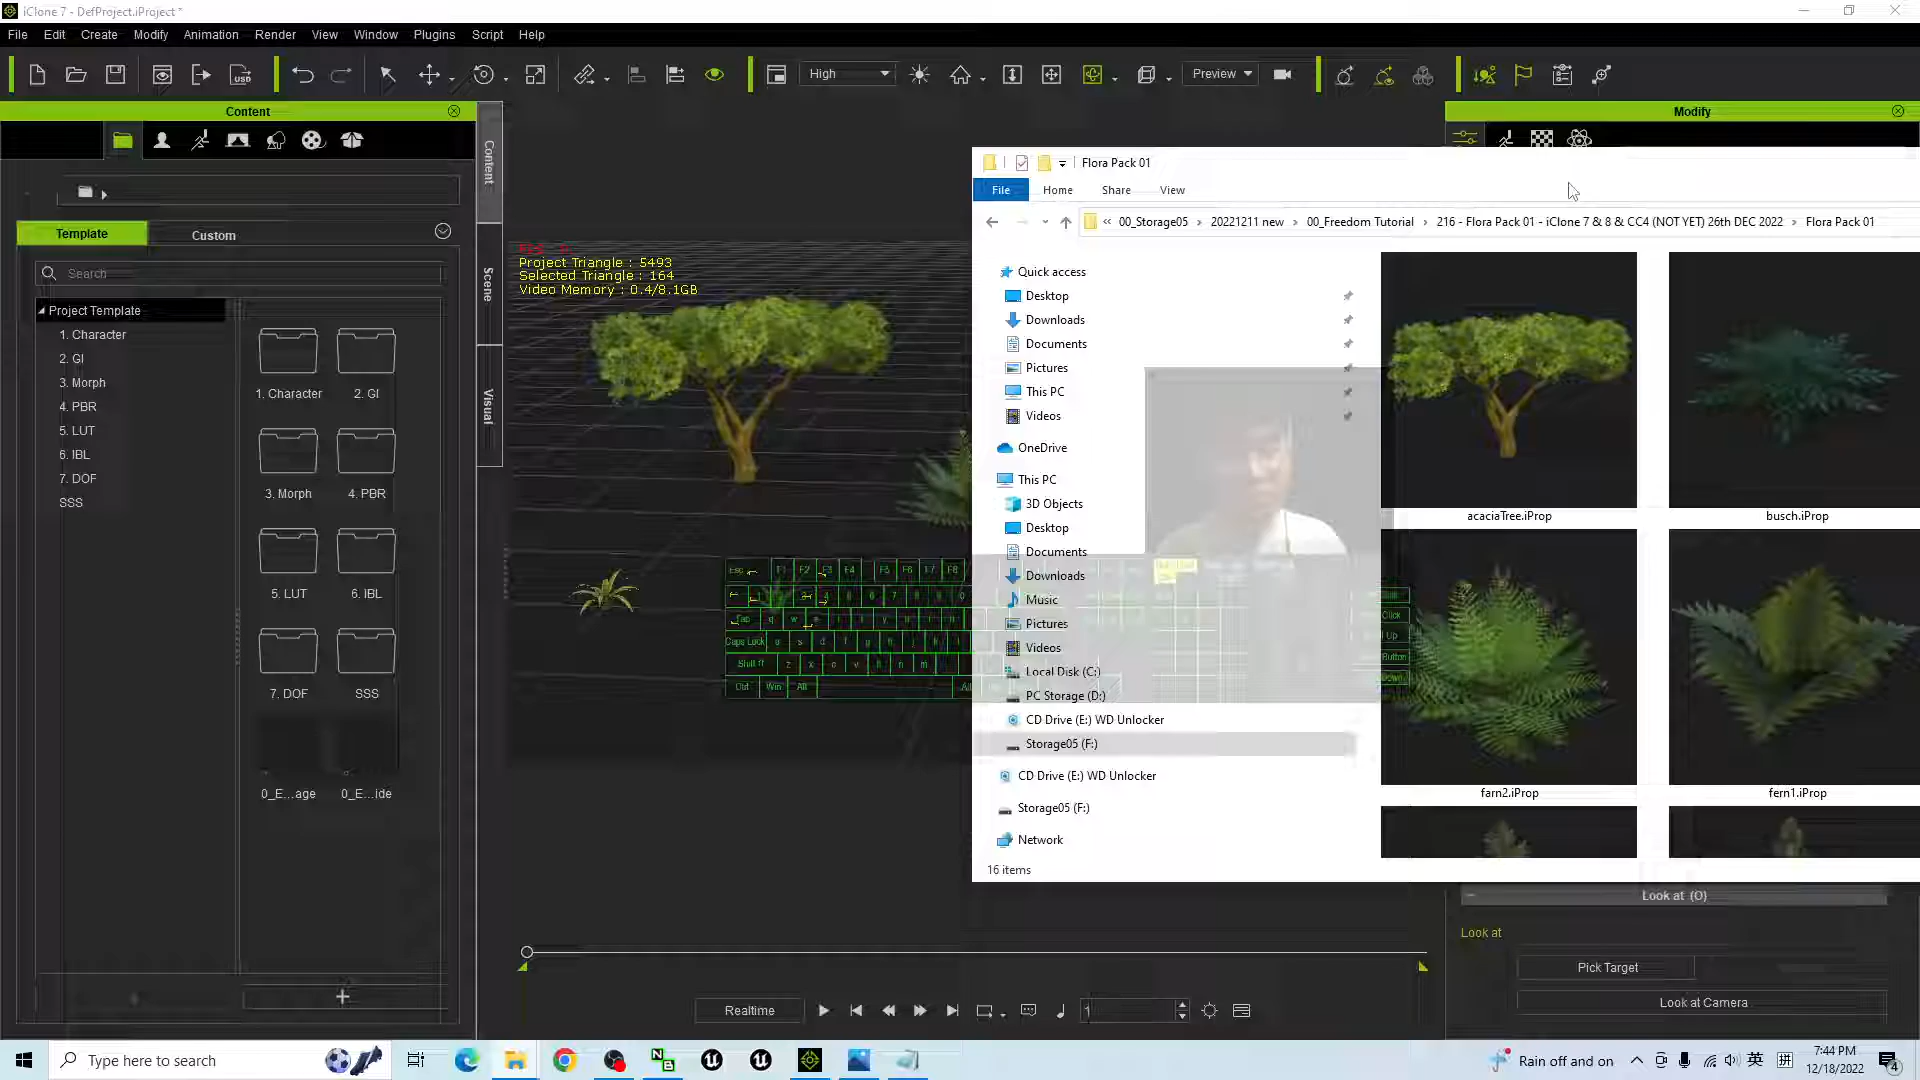 iClone 7 - DefProject.iProject *
File Edit Create Modify Animation Render View Window Plugins Script Help
High
Preview
Content
Modify
Template
Custom
Search
Project Template
1. Character
2. GI
3. Morph
4. PBR
5. LUT
6. IBL
7. DOF
SSS
1. Character
2. GI
3. Morph
4. PBR
5. LUT
6. IBL
7. DOF
SSS
0_E...age
0_E...ide
Content
Scene
Visual
Project Triangle : 5493
Selected Triangle : 164
Video Memory : 0.4/8.1GB
Flora Pack 01
File Home Share View
« 00_Storage05 › 20221211 new › 00_Freedom Tutorial › 216 - Flora Pack 01 - iClone 7 & 8 & CC4 (NOT YET) 26th DEC 2022 › Flora Pack 01
Quick access
Desktop
Downloads
Documents
Pictures
This PC
Videos
OneDrive
This PC
3D Objects
Desktop
Documents
Downloads
Music
Pictures
Videos
Local Disk (C:)
PC Storage (D:)
CD Drive (E:) WD Unlocker
Storage05 (F:)
CD Drive (E:) WD Unlocker
Storage05 (F:)
Network
16 items
acaciaTree.iProp
busch.iProp
farn2.iProp
fern1.iProp
Look at (O)
Look at
Pick Target
Look at Camera
Realtime
1
Type here to search
Rain off and on
英
拼
7:44 PM
12/18/2022
4